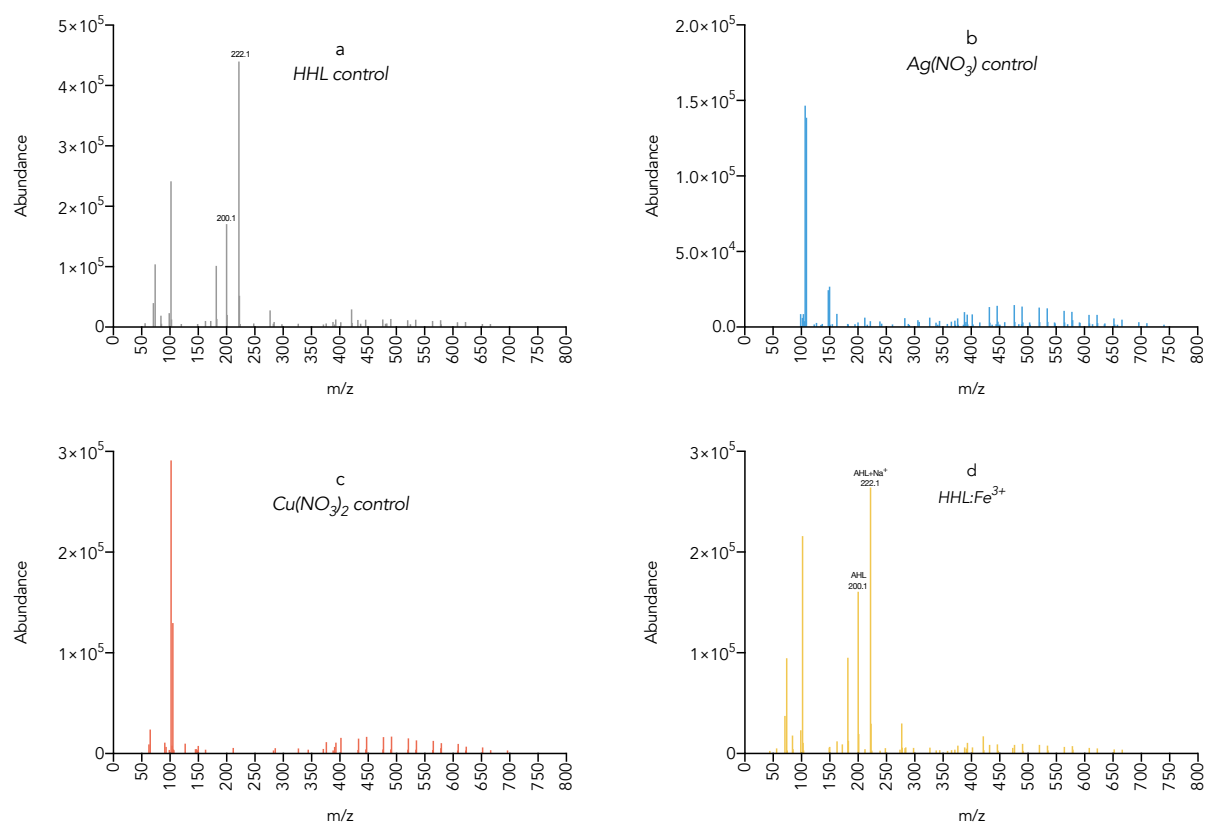 a
HHL control
Abundance
5×10⁵
4×10⁵
3×10⁵
2×10⁵
1×10⁵
0
222.1
200.1
0 50 100 150 200 250 300 350 400 450 500 550 600 650 700 750 800
m/z
b
Ag(NO₃) control
Abundance
2.0×10⁵
1.5×10⁵
1.0×10⁵
5.0×10⁴
0.0
0 50 100 150 200 250 300 350 400 450 500 550 600 650 700 750 800
m/z
c
Cu(NO₃)₂ control
Abundance
3×10⁵
2×10⁵
1×10⁵
0
0 50 100 150 200 250 300 350 400 450 500 550 600 650 700 750 800
m/z
d
HHL:Fe³⁺
Abundance
3×10⁵
2×10⁵
1×10⁵
0
AHL+Na⁺
222.1
AHL
200.1
0 50 100 150 200 250 300 350 400 450 500 550 600 650 700 750 800
m/z